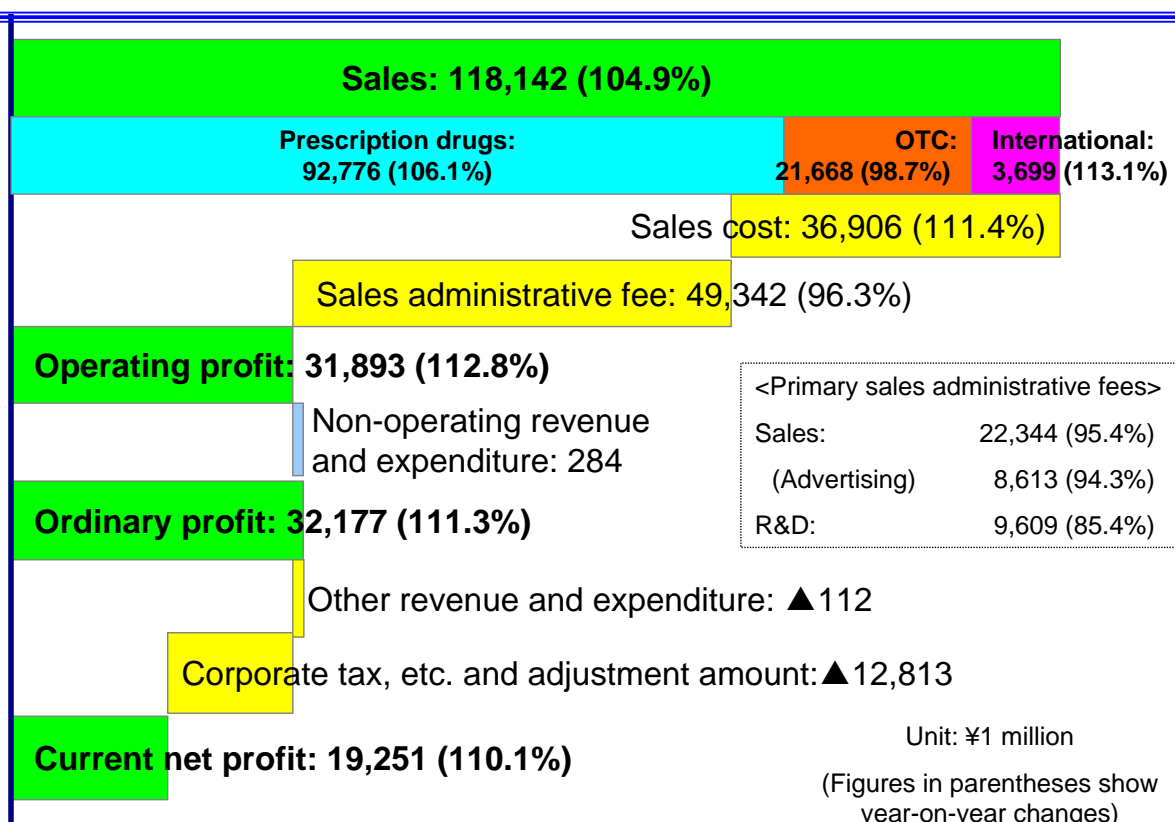 Sales: 118,142 (104.9%)
Prescription drugs:
92,776 (106.1%)
OTC:
21,668 (98.7%)
International:
3,699 (113.1%)
Sales cost: 36,906 (111.4%)
Sales administrative fee: 49,342 (96.3%)
Operating profit: 31,893 (112.8%)
Non-operating revenue
and expenditure: 284
<Primary sales administrative fees>
Sales: 22,344 (95.4%)
(Advertising) 8,613 (94.3%)
R&D: 9,609 (85.4%)
Ordinary profit: 32,177 (111.3%)
Other revenue and expenditure: ▲112
Corporate tax, etc. and adjustment amount:▲12,813
Current net profit: 19,251 (110.1%)
Unit: ¥1 million
(Figures in parentheses show
year-on-year changes)